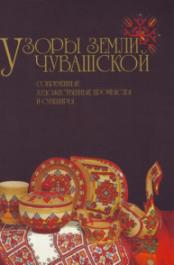 УЗОРЫ ЗЕМЛИ
ЧУВАШСКОЙ
СОВРЕМЕННЫЕ
ХУДОЖЕСТВЕННЫЕ ПРОМЫСЛЫ
И СУВЕНИРЫ